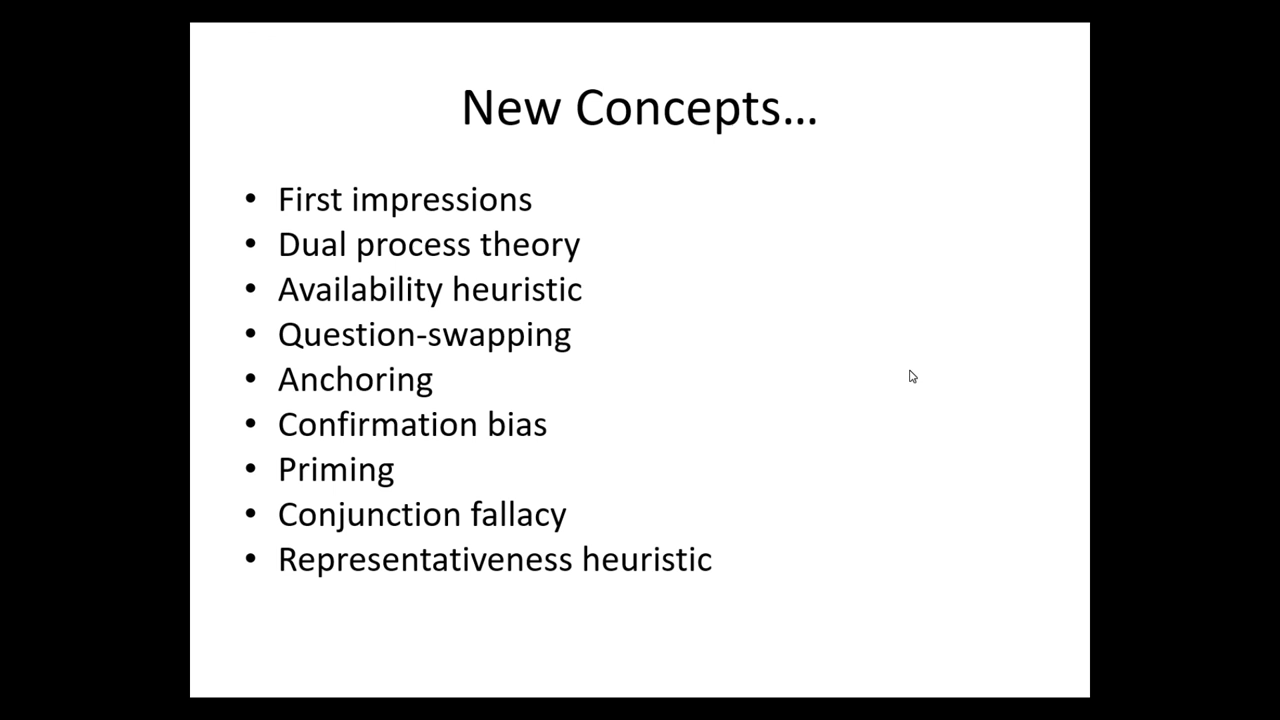 New Concepts…
• First impressions
• Dual process theory
• Availability heuristic
• Question-swapping
• Anchoring
• Confirmation bias
• Priming
• Conjunction fallacy
• Representativeness heuristic